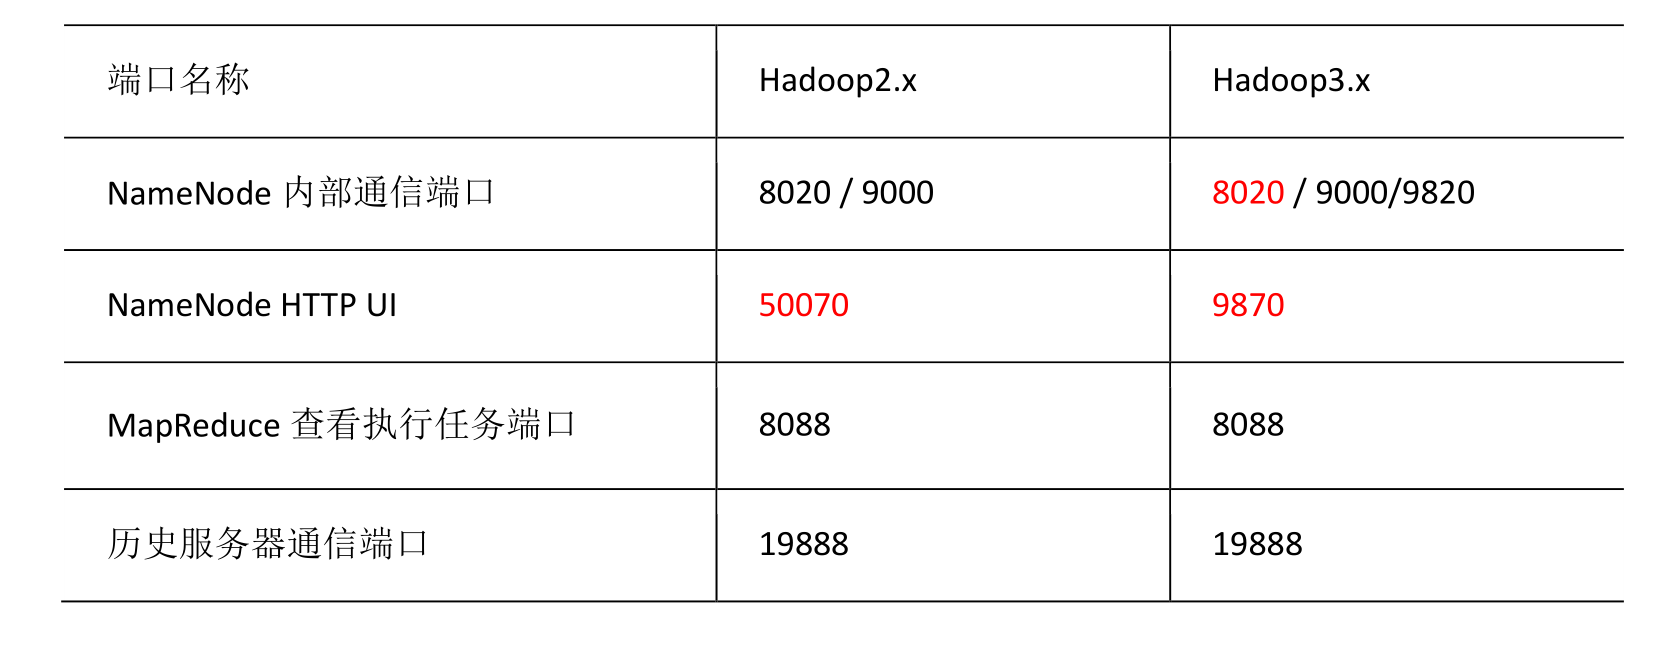 端口名称 Hadoop2.x Hadoop3.x
NameNode 内部通信端口 8020 / 9000 8020 / 9000/9820
NameNode HTTP UI 50070 9870
MapReduce 查看执行任务端口 8088 8088
历史服务器通信端口 19888 19888